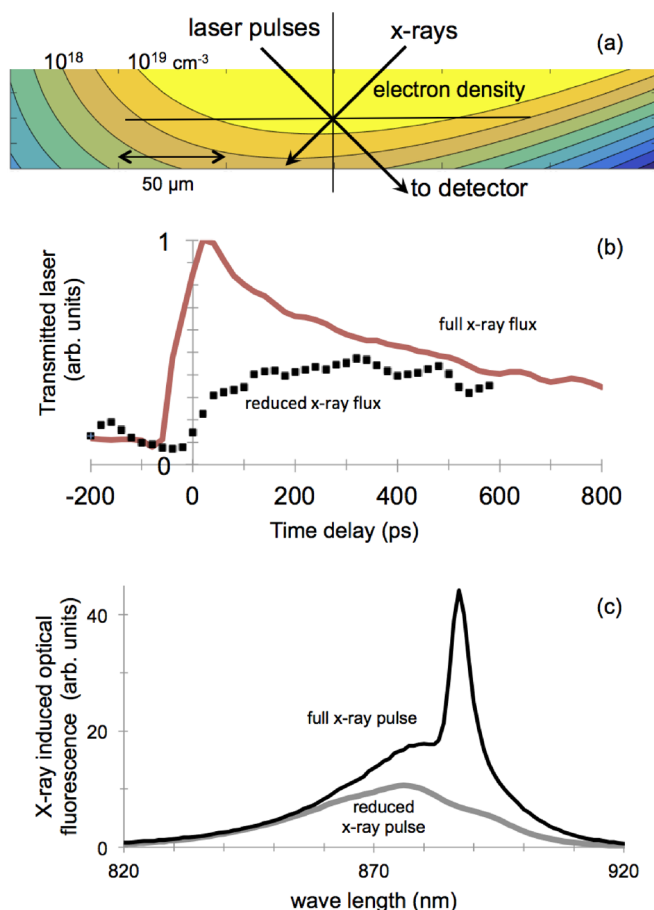 laser pulses
x-rays
(a)
10¹⁸
10¹⁹ cm⁻³
electron density
50 μm
to detector
(b)
1
Transmitted laser
(arb. units)
full x-ray flux
reduced x-ray flux
0
-200
0
200
400
600
800
Time delay (ps)
(c)
X-ray induced optical
fluorescence (arb. units)
40
20
0
full x-ray pulse
reduced
x-ray pulse
820
870
920
wave length (nm)